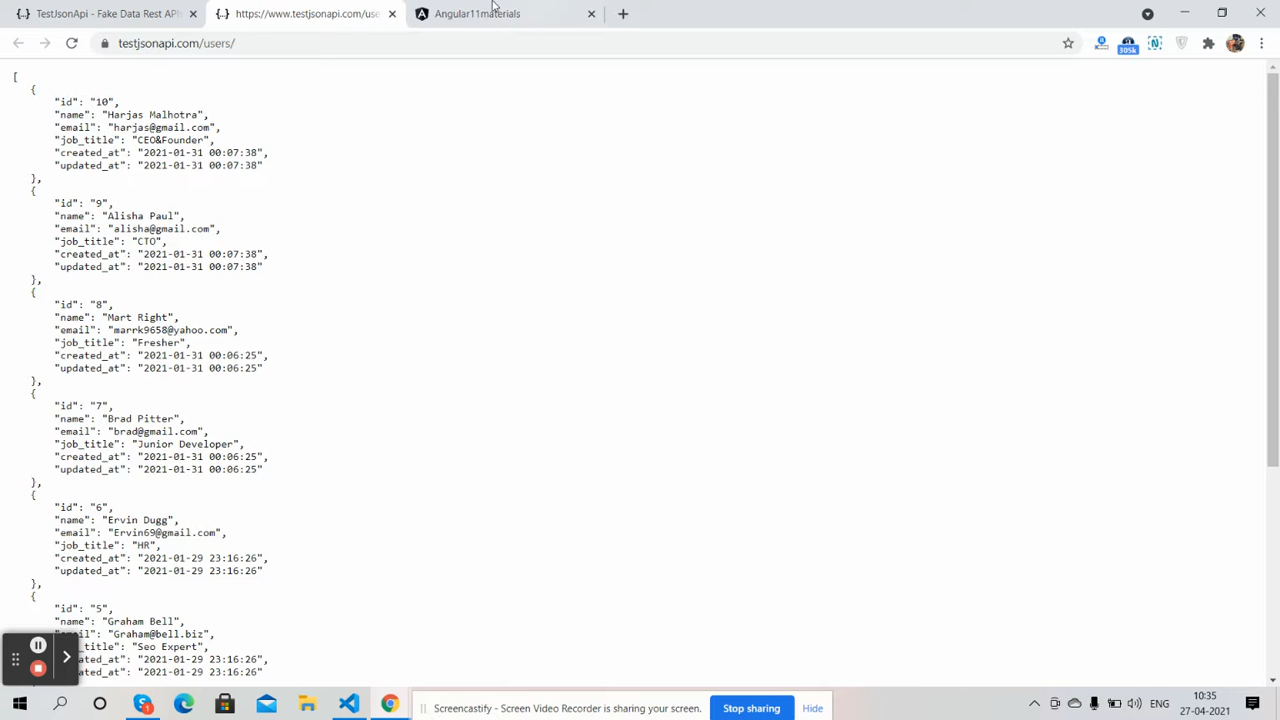 TestJsonApi - Fake Data Rest API
https://www.testjsonapi.com/use
Angular11materials
testjsonapi.com/users/
305k
[
{
"id": "10",
"name": "Harjas Malhotra",
"email": "harjas@gmail.com",
"job_title": "CEO&Founder",
"created_at": "2021-01-31 00:07:38",
"updated_at": "2021-01-31 00:07:38"
},
{
"id": "9",
"name": "Alisha Paul",
"email": "alisha@gmail.com",
"job_title": "CTO",
"created_at": "2021-01-31 00:07:38",
"updated_at": "2021-01-31 00:07:38"
},
{
"id": "8",
"name": "Mart Right",
"email": "marrk9658@yahoo.com",
"job_title": "Fresher",
"created_at": "2021-01-31 00:06:25",
"updated_at": "2021-01-31 00:06:25"
},
{
"id": "7",
"name": "Brad Pitter",
"email": "brad@gmail.com",
"job_title": "Junior Developer",
"created_at": "2021-01-31 00:06:25",
"updated_at": "2021-01-31 00:06:25"
},
{
"id": "6",
"name": "Ervin Dugg",
"email": "Ervin69@gmail.com",
"job_title": "HR",
"created_at": "2021-01-29 23:16:26",
"updated_at": "2021-01-29 23:16:26"
},
{
"id": "5",
"name": "Graham Bell",
"email": "Graham@bell.biz",
_title": "Seo Expert",
ated_at": "2021-01-29 23:16:26",
ated_at": "2021-01-29 23:16:26"
Screencastify - Screen Video Recorder is sharing your screen.
Stop sharing
Hide
ENG
10:35
27-04-2021